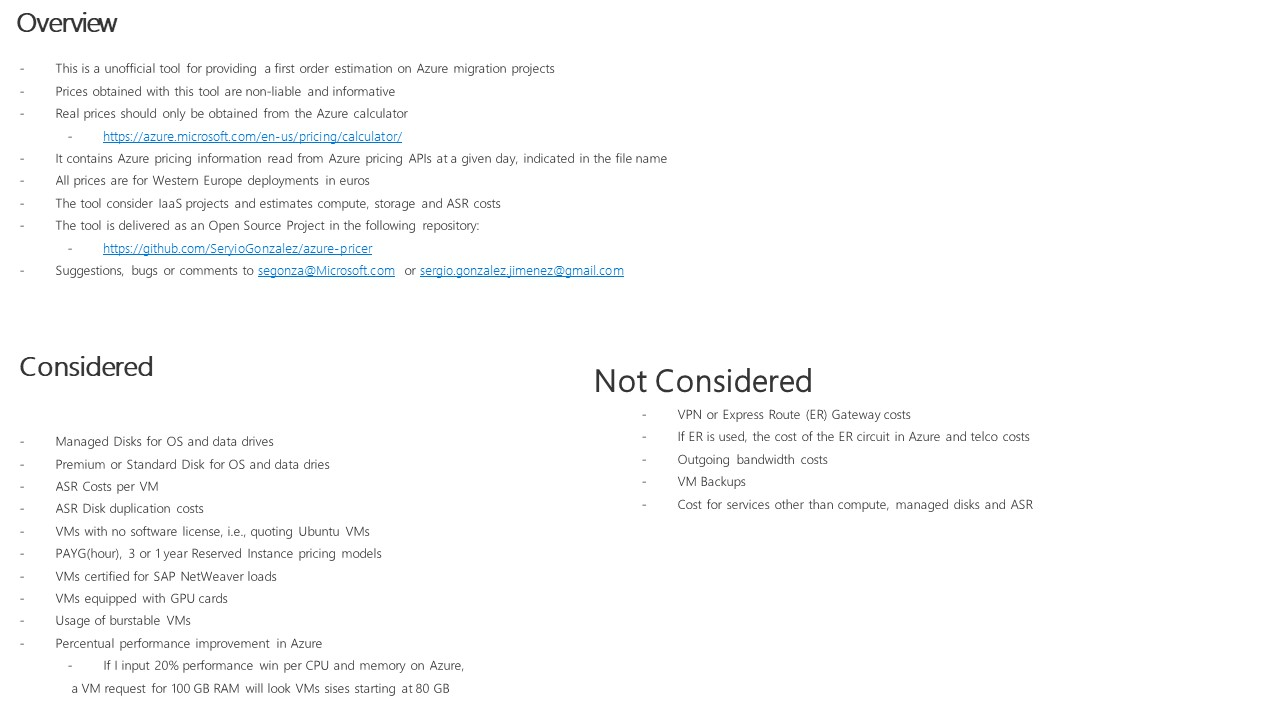 Overview
- This is a unofficial tool for providing a first order estimation on Azure migration projects
- Prices obtained with this tool are non-liable and informative
- Real prices should only be obtained from the Azure calculator
- https://azure.microsoft.com/en-us/pricing/calculator/
- It contains Azure pricing information read from Azure pricing APIs at a given day, indicated in the file name
- All prices are for Western Europe deployments in euros
- The tool consider IaaS projects and estimates compute, storage and ASR costs
- The tool is delivered as an Open Source Project in the following repository:
- https://github.com/SeryioGonzalez/azure-pricer
- Suggestions, bugs or comments to segonza@Microsoft.com or sergio.gonzalez.jimenez@gmail.com
Considered
- Managed Disks for OS and data drives
- Premium or Standard Disk for OS and data dries
- ASR Costs per VM
- ASR Disk duplication costs
- VMs with no software license, i.e., quoting Ubuntu VMs
- PAYG(hour), 3 or 1 year Reserved Instance pricing models
- VMs certified for SAP NetWeaver loads
- VMs equipped with GPU cards
- Usage of burstable VMs
- Percentual performance improvement in Azure
- If I input 20% performance win per CPU and memory on Azure,
a VM request for 100 GB RAM will look VMs sises starting at 80 GB
Not Considered
- VPN or Express Route (ER) Gateway costs
- If ER is used, the cost of the ER circuit in Azure and telco costs
- Outgoing bandwidth costs
- VM Backups
- Cost for services other than compute, managed disks and ASR